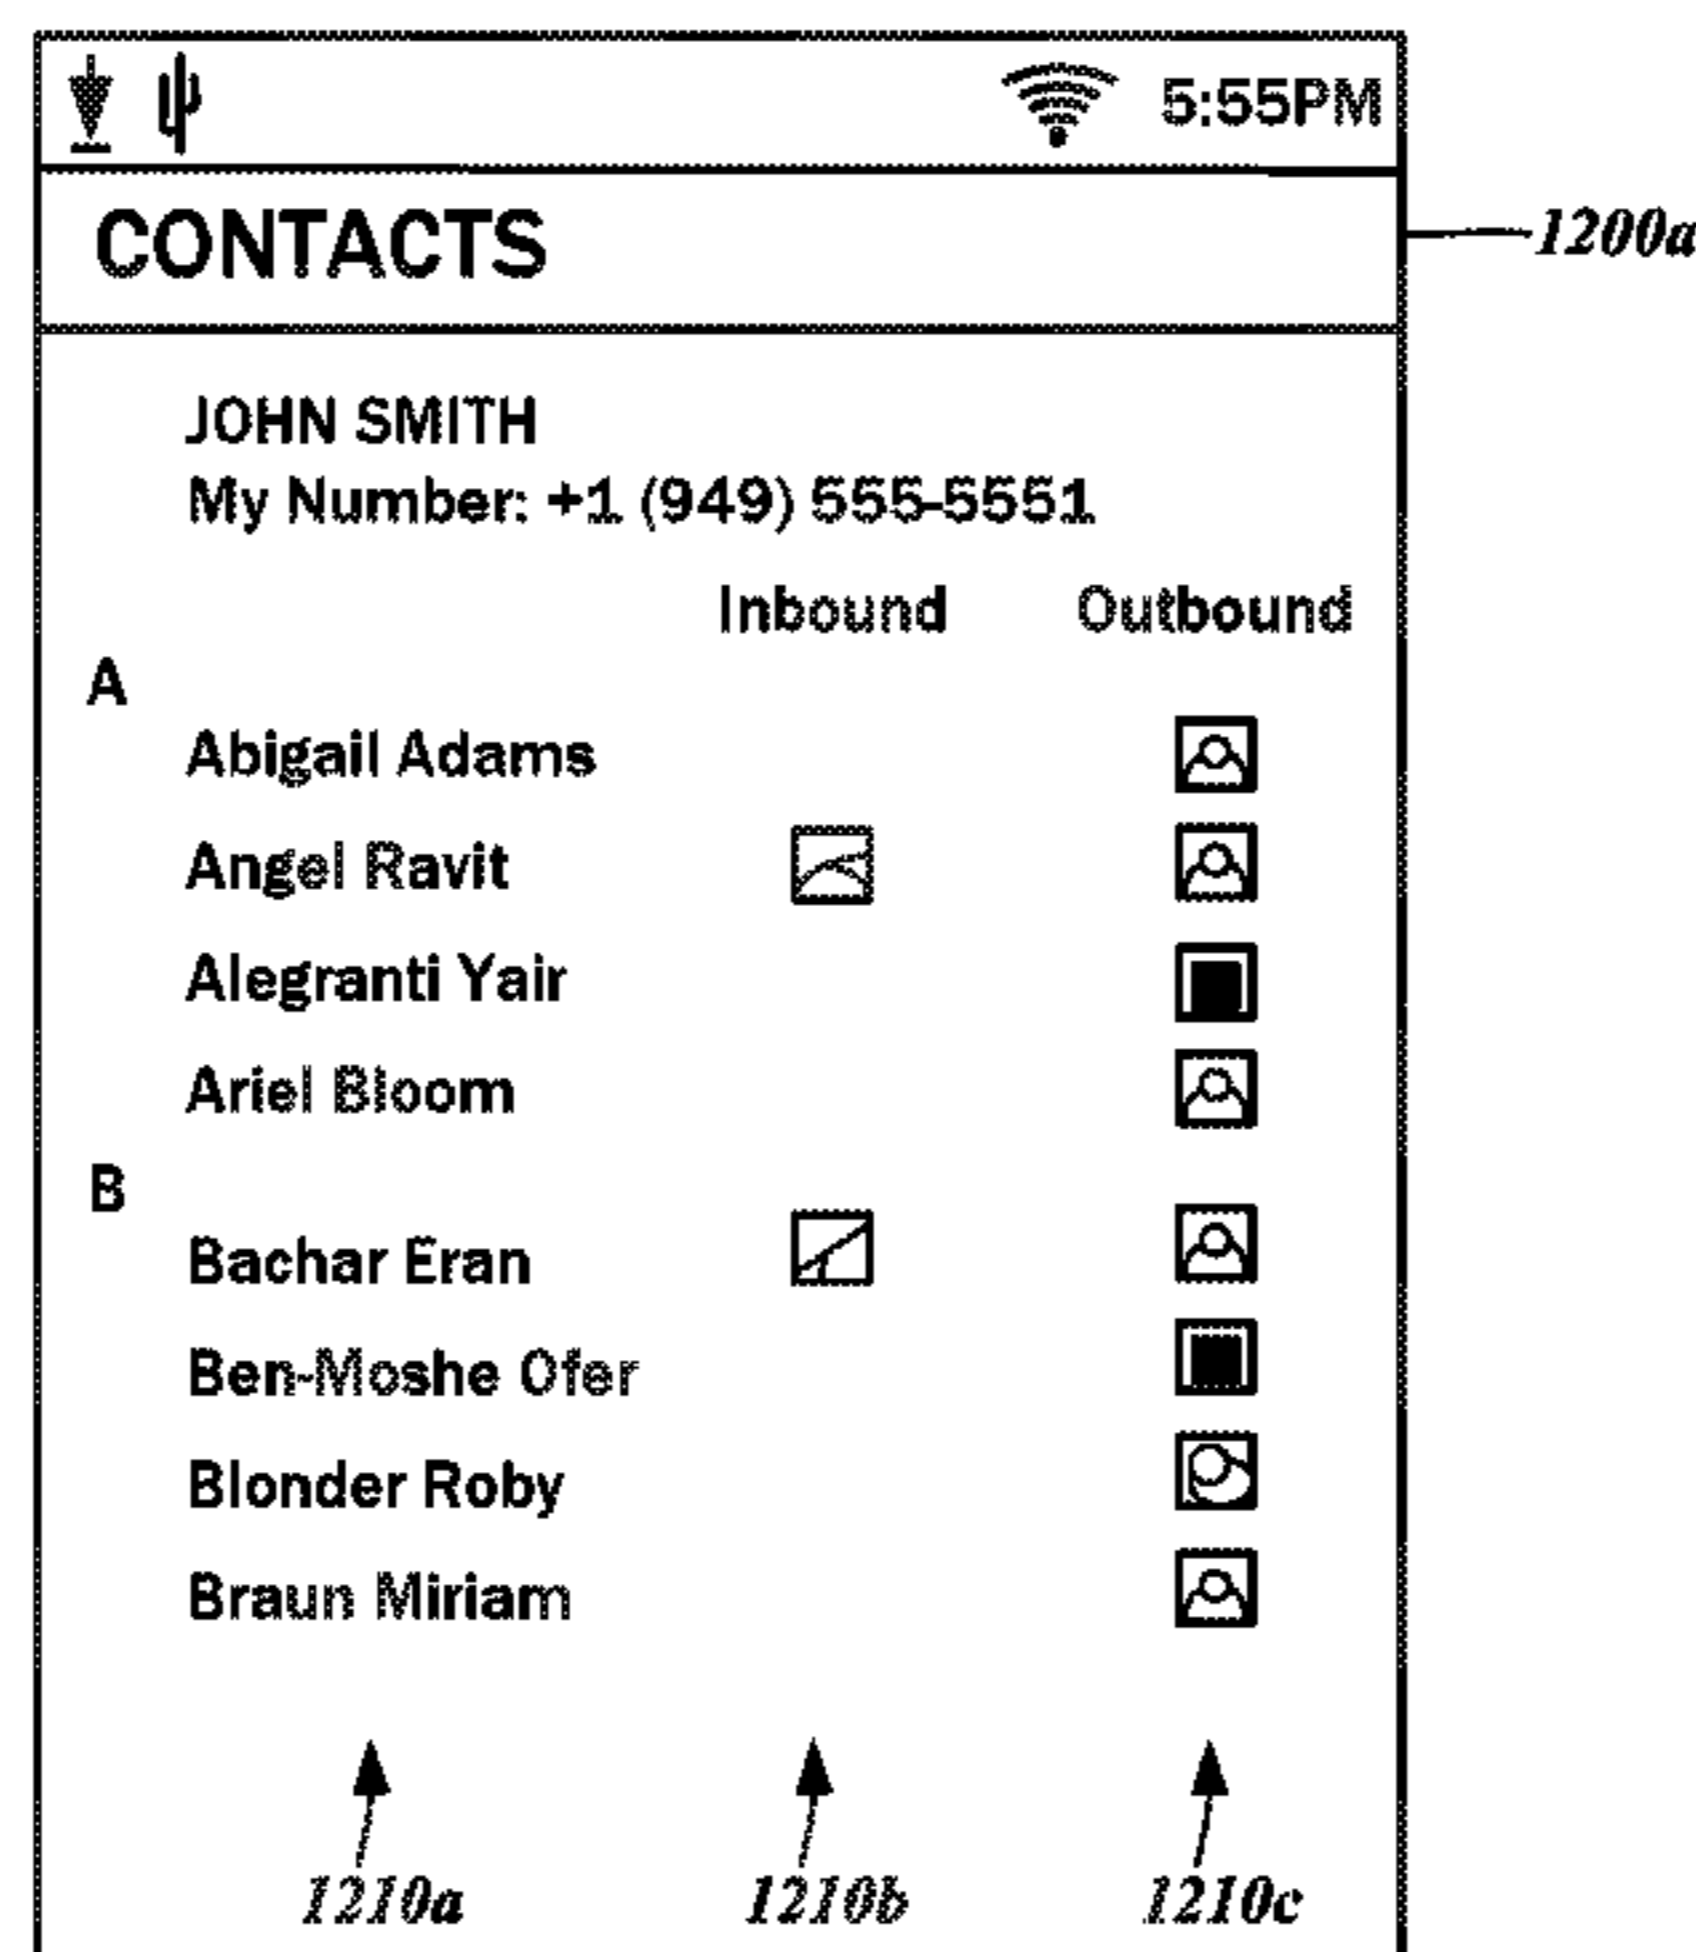 5:55PM
CONTACTS
1200a
JOHN SMITH
My Number: +1 (949) 555-5551
Inbound Outbound
A
Abigail Adams
Angel Ravit
Alegranti Yair
Ariel Bloom
B
Bachar Eran
Ben-Moshe Ofer
Blonder Roby
Braun Miriam
1210a 1210b 1210c